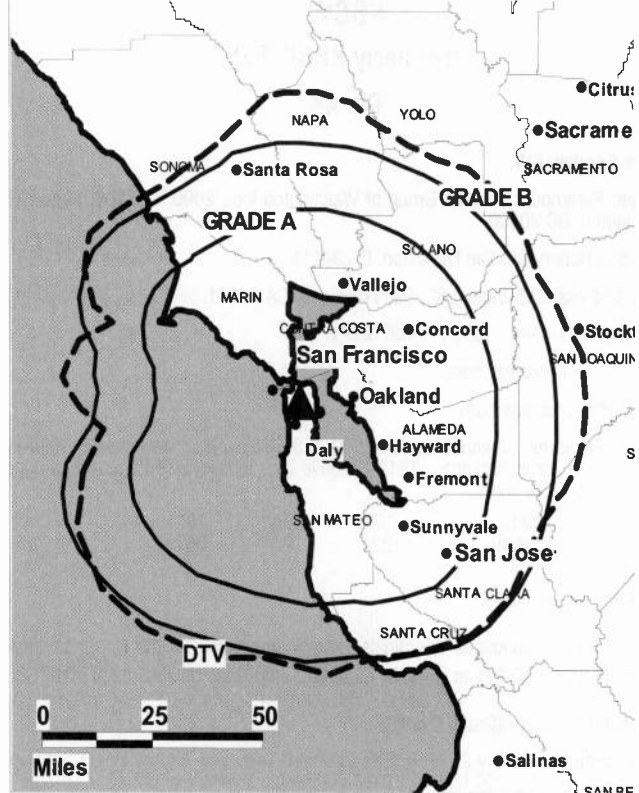 Citrus
NAPA
YOLO
Sacrame
SONOMA
Santa Rosa
SACRAMENTO
GRADE B
GRADE A
SOLANO
Vallejo
MARIN
CONTRA COSTA
Concord
Stockt
San Francisco
SAN JOAQUIN
Oakland
ALAMEDA
Daly
Hayward
Fremont
SAN MATEO
Sunnyvale
San Jose
SANTA CLARA
SANTA CRUZ
DTV
0 25 50
Miles
Salinas
SAN BE